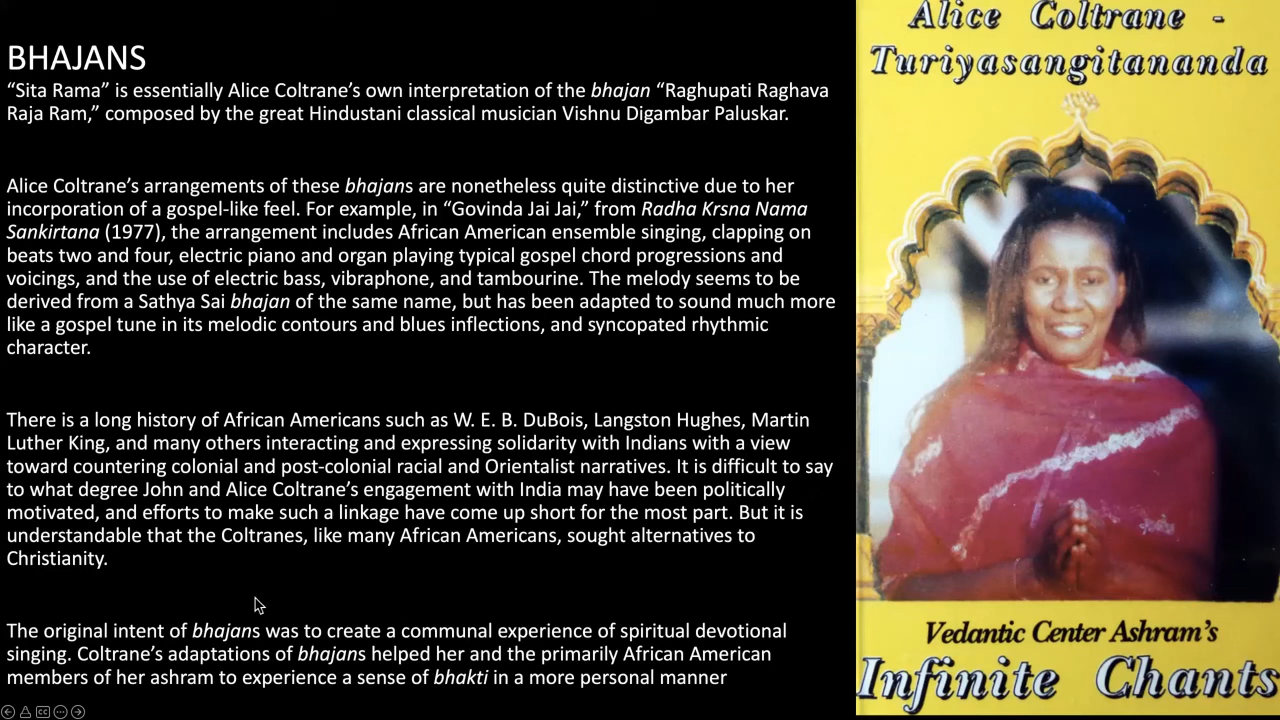 BHAJANS
“Sita Rama” is essentially Alice Coltrane’s own interpretation of the bhajan “Raghupati Raghava
Raja Ram,” composed by the great Hindustani classical musician Vishnu Digambar Paluskar.
Alice Coltrane’s arrangements of these bhajans are nonetheless quite distinctive due to her
incorporation of a gospel-like feel. For example, in “Govinda Jai Jai,” from Radha Krsna Nama
Sankirtana (1977), the arrangement includes African American ensemble singing, clapping on
beats two and four, electric piano and organ playing typical gospel chord progressions and
voicings, and the use of electric bass, vibraphone, and tambourine. The melody seems to be
derived from a Sathya Sai bhajan of the same name, but has been adapted to sound much more
like a gospel tune in its melodic contours and blues inflections, and syncopated rhythmic
character.
There is a long history of African Americans such as W. E. B. DuBois, Langston Hughes, Martin
Luther King, and many others interacting and expressing solidarity with Indians with a view
toward countering colonial and post-colonial racial and Orientalist narratives. It is difficult to say
to what degree John and Alice Coltrane’s engagement with India may have been politically
motivated, and efforts to make such a linkage have come up short for the most part. But it is
understandable that the Coltranes, like many African Americans, sought alternatives to
Christianity.
The original intent of bhajans was to create a communal experience of spiritual devotional
singing. Coltrane’s adaptations of bhajans helped her and the primarily African American
members of her ashram to experience a sense of bhakti in a more personal manner
Alice Coltrane -
Turiyasangitananda
Vedantic Center Ashram’s
Infinite Chants